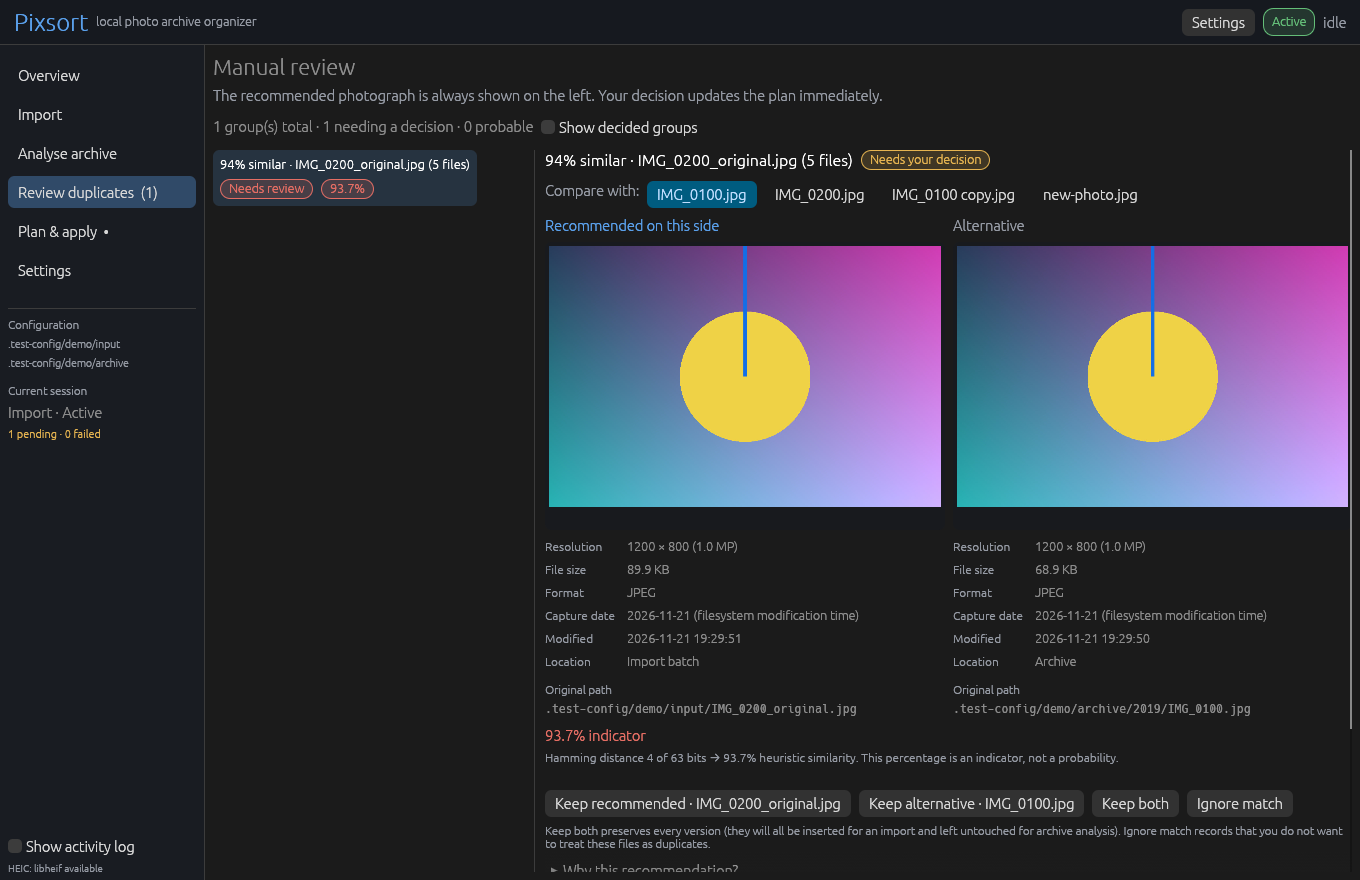 Pixsort local photo archive organizer
Settings Active idle
Overview
Import
Analyse archive
Review duplicates (1)
Plan & apply •
Settings
Configuration
.test-config/demo/input
.test-config/demo/archive
Current session
Import · Active
1 pending · 0 failed
Show activity log
HEIC: libheif available
Manual review
The recommended photograph is always shown on the left. Your decision updates the plan immediately.
1 group(s) total · 1 needing a decision · 0 probable Show decided groups
94% similar · IMG_0200_original.jpg (5 files)
Needs review 93.7%
94% similar · IMG_0200_original.jpg (5 files) Needs your decision
Compare with: IMG_0100.jpg IMG_0200.jpg IMG_0100 copy.jpg new-photo.jpg
Recommended on this side
Resolution 1200 × 800 (1.0 MP)
File size 89.9 KB
Format JPEG
Capture date 2026-11-21 (filesystem modification time)
Modified 2026-11-21 19:29:51
Location Import batch
Original path
.test-config/demo/input/IMG_0200_original.jpg
Alternative
Resolution 1200 × 800 (1.0 MP)
File size 68.9 KB
Format JPEG
Capture date 2026-11-21 (filesystem modification time)
Modified 2026-11-21 19:29:50
Location Archive
Original path
.test-config/demo/archive/2019/IMG_0100.jpg
93.7% indicator
Hamming distance 4 of 63 bits → 93.7% heuristic similarity. This percentage is an indicator, not a probability.
Keep recommended · IMG_0200_original.jpg Keep alternative · IMG_0100.jpg Keep both Ignore match
Keep both preserves every version (they will all be inserted for an import and left untouched for archive analysis). Ignore match records that you do not want
to treat these files as duplicates.
▸ Why this recommendation?